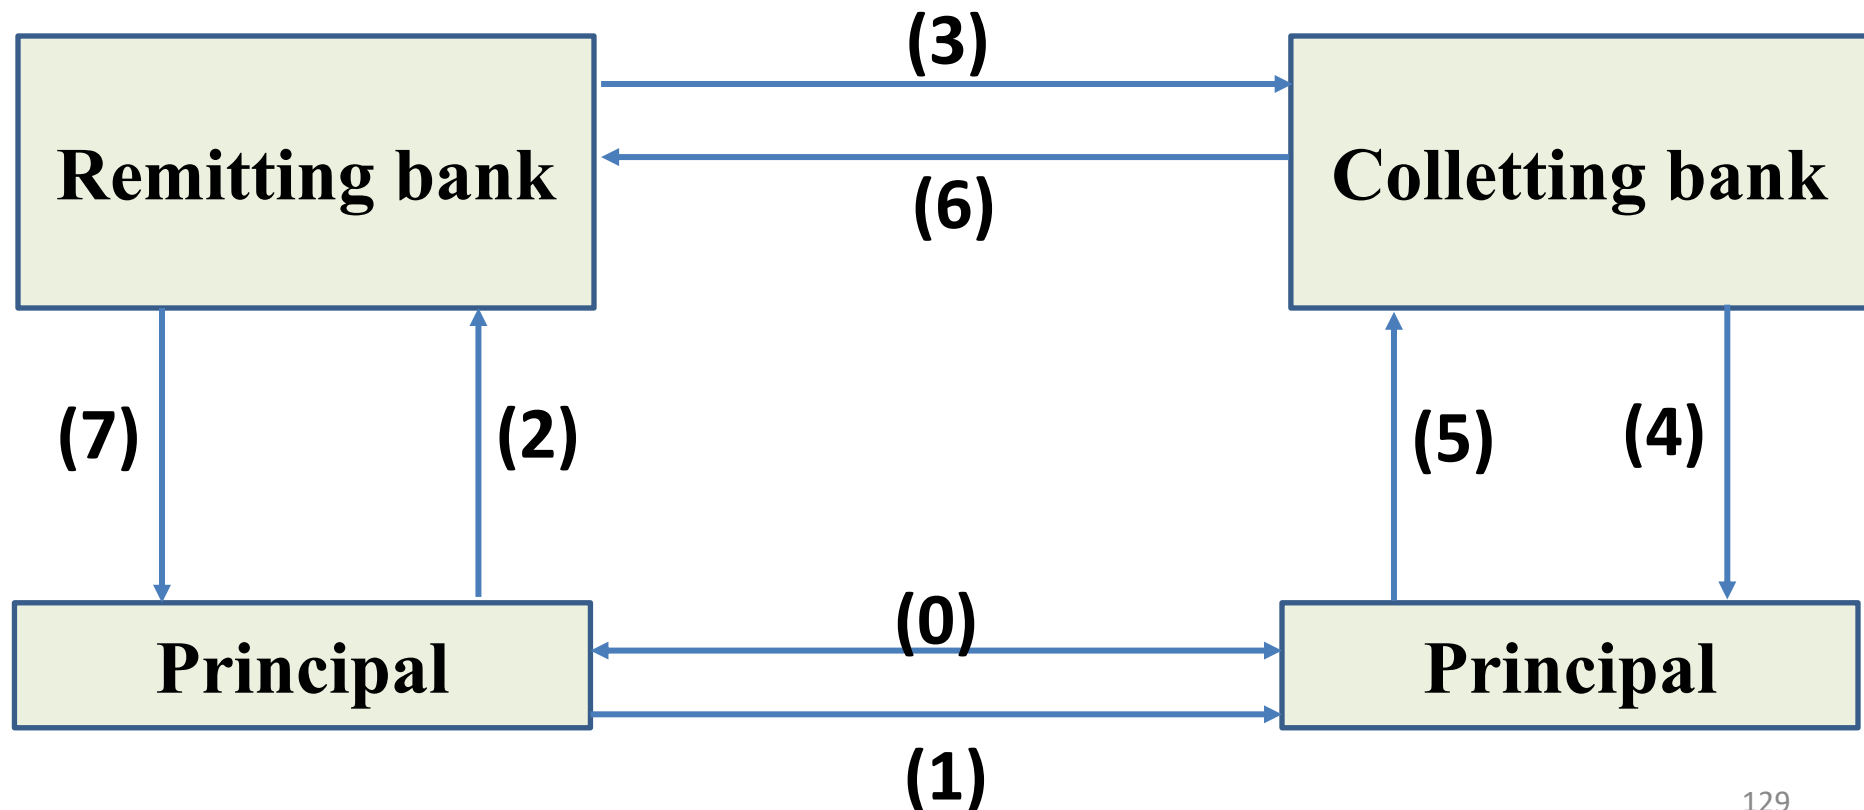 (3)
Remitting bank
Colletting bank
(6)
(7)
(2)
(5)
(4)
(0)
Principal
Principal
(1)
129